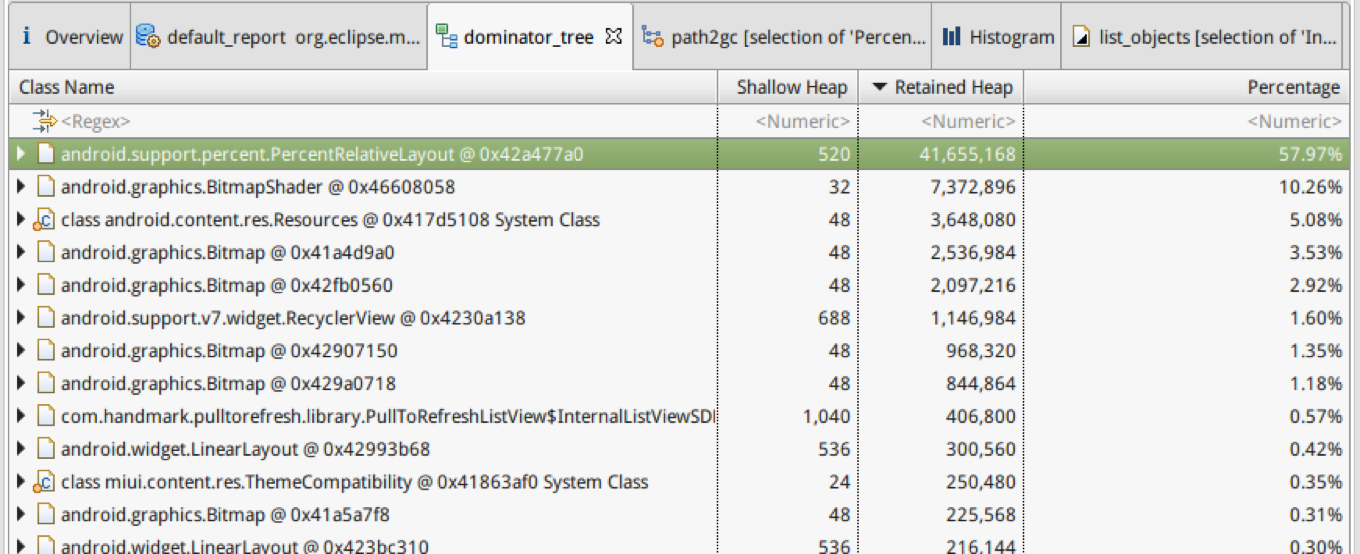 i Overview default_report org.eclipse.m... dominator_tree path2gc [selection of 'Percen... Histogram list_objects [selection of 'In...
Class Name Shallow Heap Retained Heap Percentage
<Regex> <Numeric> <Numeric> <Numeric>
android.support.percent.PercentRelativeLayout @ 0x42a477a0 520 41,655,168 57.97%
android.graphics.BitmapShader @ 0x46608058 32 7,372,896 10.26%
class android.content.res.Resources @ 0x417d5108 System Class 48 3,648,080 5.08%
android.graphics.Bitmap @ 0x41a4d9a0 48 2,536,984 3.53%
android.graphics.Bitmap @ 0x42fb0560 48 2,097,216 2.92%
android.support.v7.widget.RecyclerView @ 0x4230a138 688 1,146,984 1.60%
android.graphics.Bitmap @ 0x42907150 48 968,320 1.35%
android.graphics.Bitmap @ 0x429a0718 48 844,864 1.18%
com.handmark.pulltorefresh.library.PullToRefreshListView$InternalListViewSDI 1,040 406,800 0.57%
android.widget.LinearLayout @ 0x42993b68 536 300,560 0.42%
class miui.content.res.ThemeCompatibility @ 0x41863af0 System Class 24 250,480 0.35%
android.graphics.Bitmap @ 0x41a5a7f8 48 225,568 0.31%
android.widget.LinearLayout @ 0x423bc310 536 216,144 0.30%